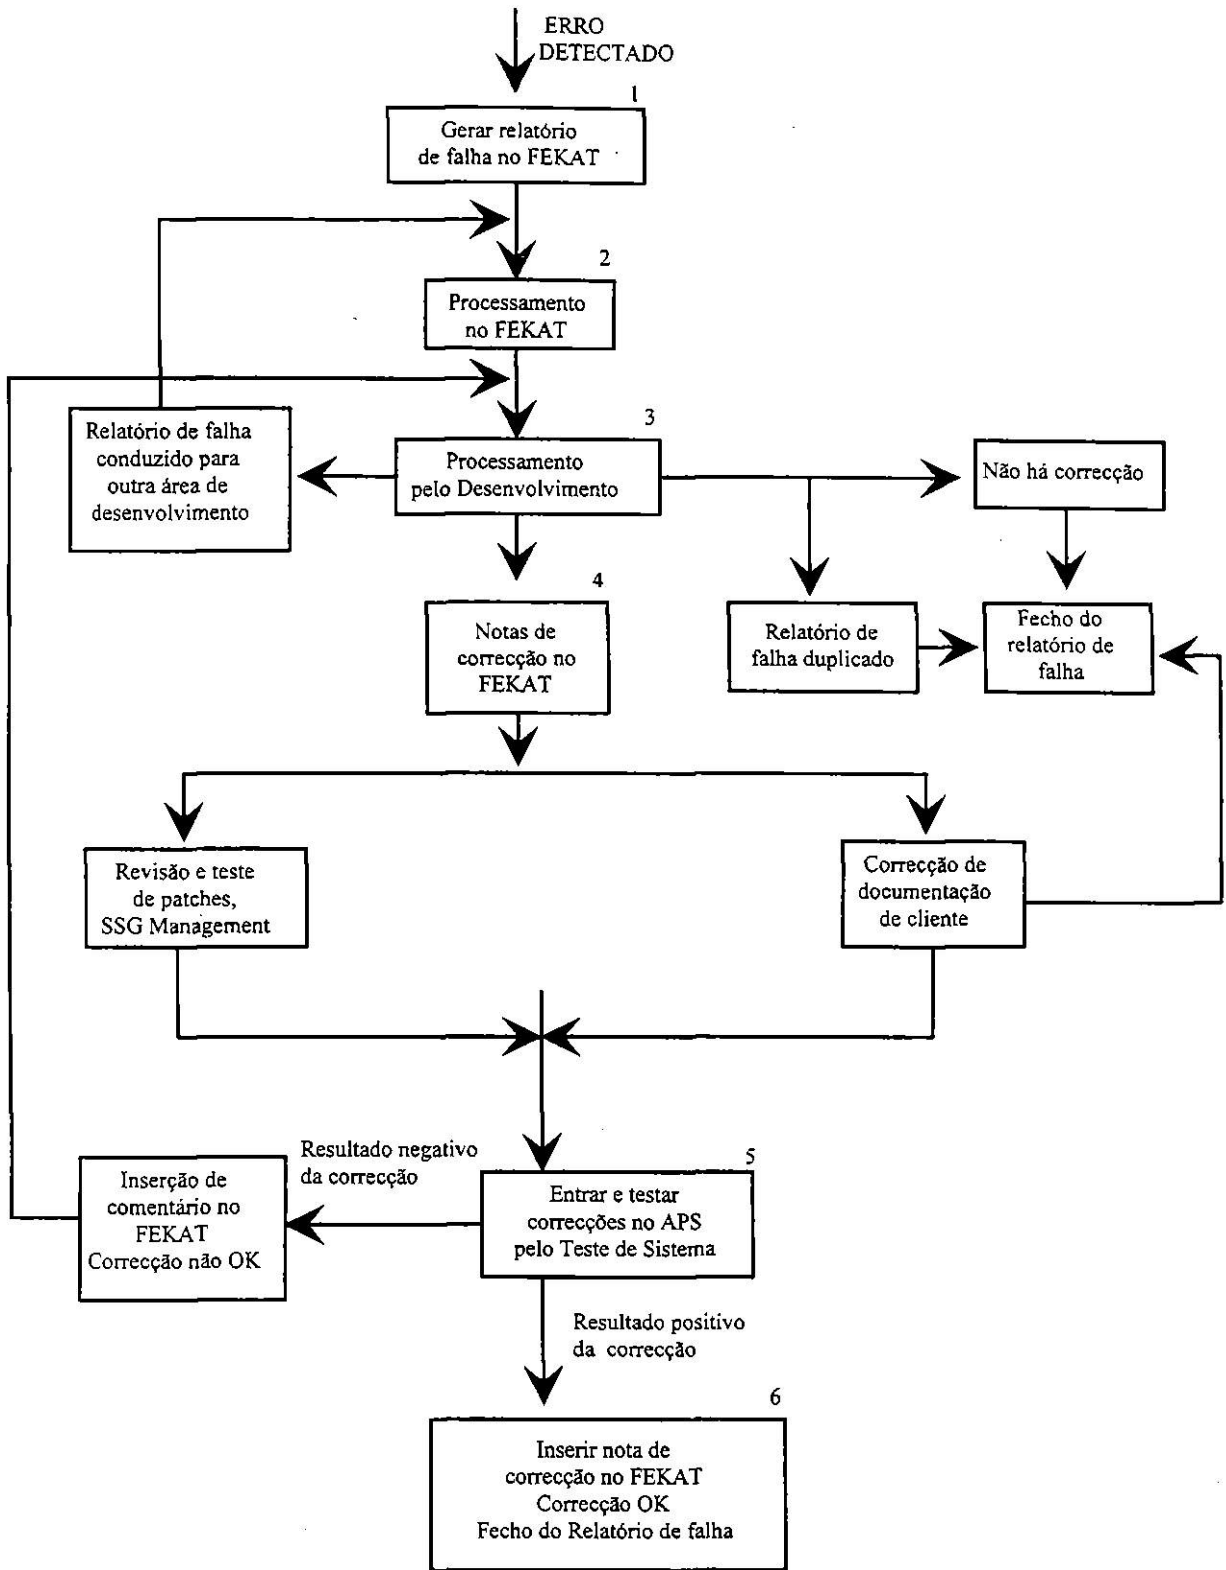 ERRO
DETECTADO
1
Gerar relatório
de falha no FEKAT
2
Processamento
no FEKAT
3
Relatório de falha
conduzido para
outra área de
desenvolvimento
Processamento
pelo Desenvolvimento
Não há correcção
4
Notas de
correcção no
FEKAT
Relatório de
falha duplicado
Fecho do
relatório de
falha
Revisão e teste
de patches,
SSG Management
Correcção de
documentação
de cliente
Resultado negativo
da correcção
5
Inserção de
comentário no
FEKAT
Correcção não OK
Entrar e testar
correcções no APS
pelo Teste de Sistema
Resultado positivo
da correcção
6
Inserir nota de
correcção no FEKAT
Correcção OK
Fecho do Relatório de falha